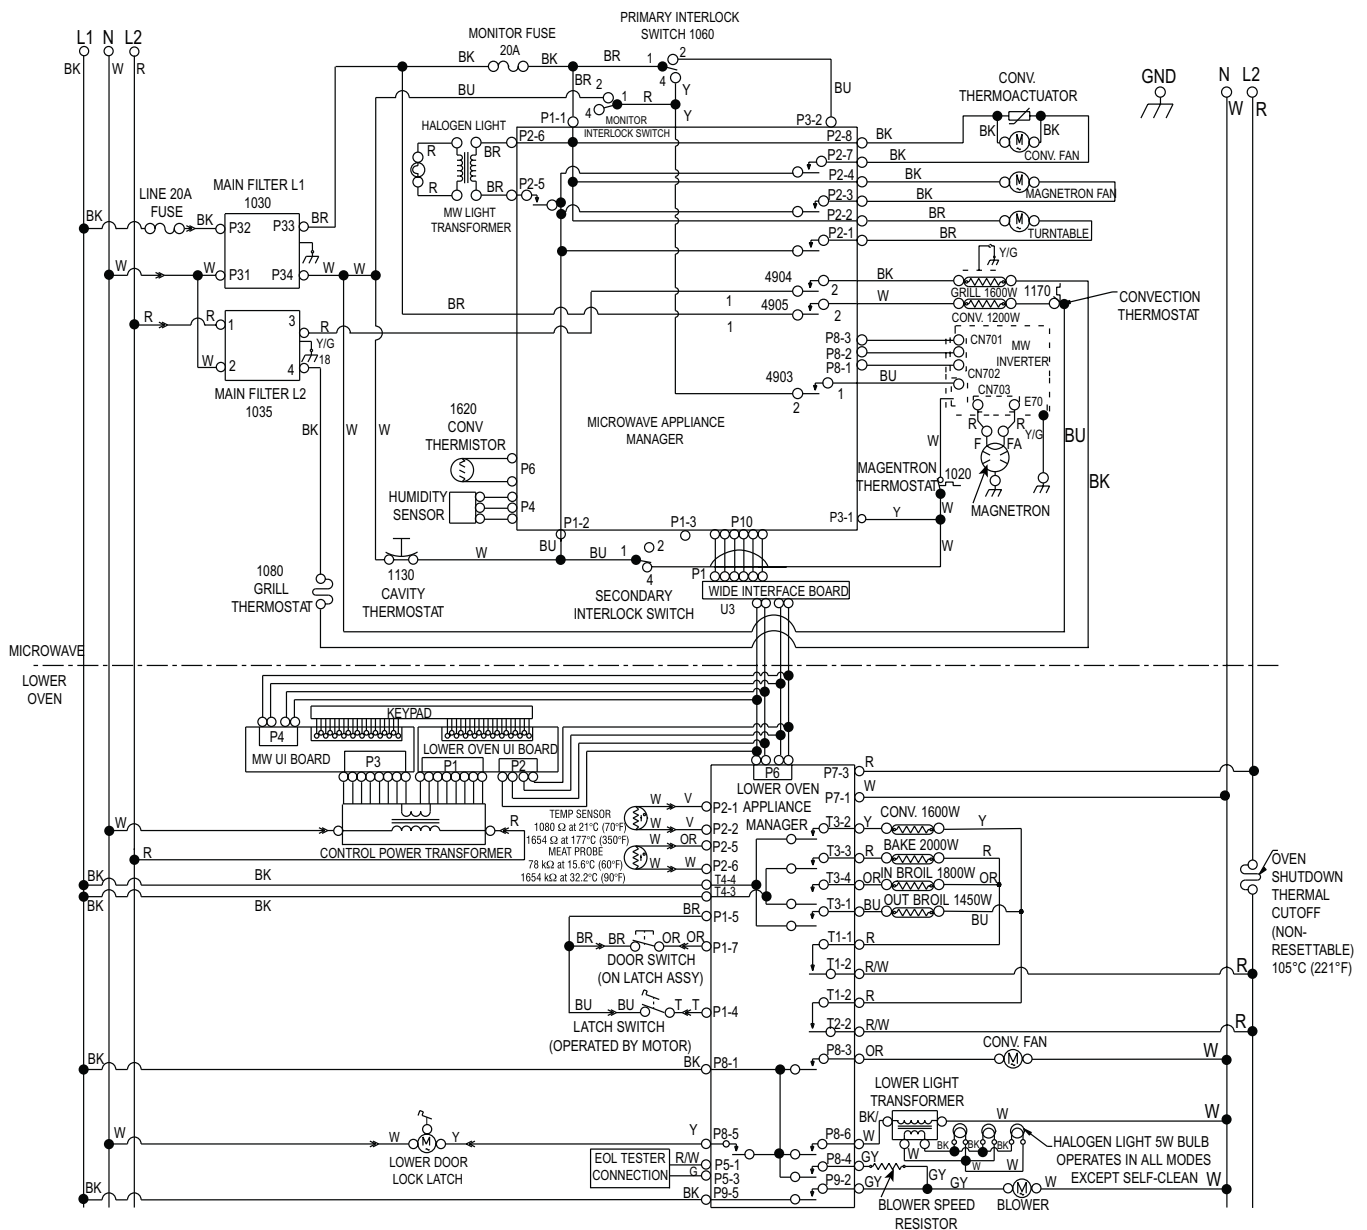 PRIMARY INTERLOCK
SWITCH 1060
MONITOR FUSE
20A
L1 N L2
BK W R
BK BK BR 1 2 4
BU BR 2 1 4 R Y Y BU
P1-1
MONITOR
INTERLOCK SWITCH
P3-2
CONV.
THERMOACTUATOR
GND
N L2
W R
HALOGEN LIGHT
R R
BR BR
P2-6
P2-5
MW LIGHT
TRANSFORMER
P2-8 BK
BK BK
M
CONV. FAN
P2-7 BK
P2-4 BK
M
MAGNETRON FAN
P2-3 BK
P2-2 BR
M
TURNTABLE
P2-1 BR
LINE 20A
FUSE
MAIN FILTER L1
1030
BK BK P32 P33 BR
W W P31 P34 W W
R R 1 3 R
Y/G
18
W 2 4
MAIN FILTER L2
1035
BR
4904 2 BK
4905 2 W
1
1
Y/G
GRILL 1600W
CONV. 1200W
1170
CONVECTION
THERMOSTAT
P8-3
P8-2
P8-1
CN701
MW
INVERTER
CN702
CN703
E70
4903 2 1 BU
R R
F FA
Y/G
BU
BK
MAGNETRON
MICROWAVE APPLIANCE
MANAGER
BK W W
1620
CONV
THERMISTOR
P6
HUMIDITY
SENSOR
P4
W
MAGENTRON
THERMOSTAT
1020
W
W
P3-1 Y
P1-2 P1-3 P10
BU
W BU 1 2 4
P1
1130
CAVITY
THERMOSTAT
SECONDARY
INTERLOCK SWITCH
WIDE INTERFACE BOARD
U3
1080
GRILL
THERMOSTAT
MICROWAVE
LOWER
OVEN
KEYPAD
P4
MW UI BOARD
LOWER OVEN UI BOARD
P3 P1 P2
W R
CONTROL POWER TRANSFORMER
R
TEMP SENSOR
1080 Ω at 21°C (70°F)
1654 Ω at 177°C (350°F)
MEAT PROBE
78 kΩ at 15.6°C (60°F)
1654 kΩ at 32.2°C (90°F)
W V P2-1
W V P2-2
W OR P2-5
W W P2-6
BK BK T4-4
BK BK T4-3
P6
LOWER OVEN
APPLIANCE
MANAGER
P7-3 R
P7-1 W
CONV. 1600W
T3-2 Y Y
BAKE 2000W
T3-3 R R
IN BROIL 1800W
T3-4 OR OR
OUT BROIL 1450W
T3-1 BU BU
T1-1 R
T1-2 R/W R
T1-2 R
T2-2 R/W R
OVEN
SHUTDOWN
THERMAL
CUTOFF
(NON-
RESETTABLE)
105°C (221°F)
BR P1-5
BR BR OR OR P1-7
DOOR SWITCH
(ON LATCH ASSY)
BU BU T T P1-4
LATCH SWITCH
(OPERATED BY MOTOR)
CONV. FAN
P8-3 OR M W
BK BK P8-1
LOWER LIGHT
TRANSFORMER
BK/
W
W W
P8-6
W BK BK BK
W W
HALOGEN LIGHT 5W BULB
OPERATES IN ALL MODES
EXCEPT SELF-CLEAN
W W M Y Y P8-5
LOWER DOOR
LOCK LATCH
EOL TESTER
CONNECTION
R/W P5-1
G P5-3
P8-4 GY
GY
BK BK P9-5
P9-2 GY GY M W W
BLOWER SPEED
RESISTOR
BLOWER